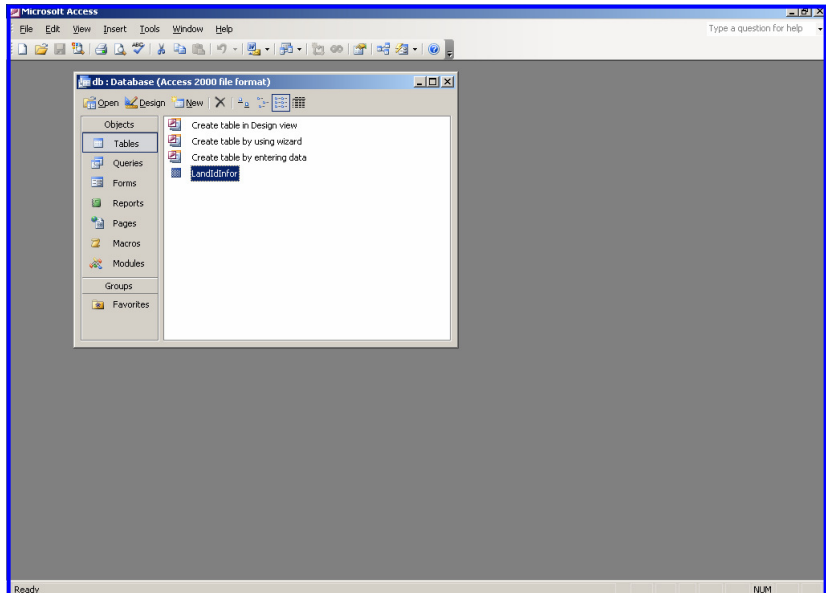 Microsoft Access
File Edit View Insert Tools Window Help
Type a question for help
db : Database (Access 2000 file format)
Open Design New
Objects
Tables
Queries
Forms
Reports
Pages
Macros
Modules
Groups
Favorites
Create table in Design view
Create table by using wizard
Create table by entering data
LandIdInfor
Ready
NUM